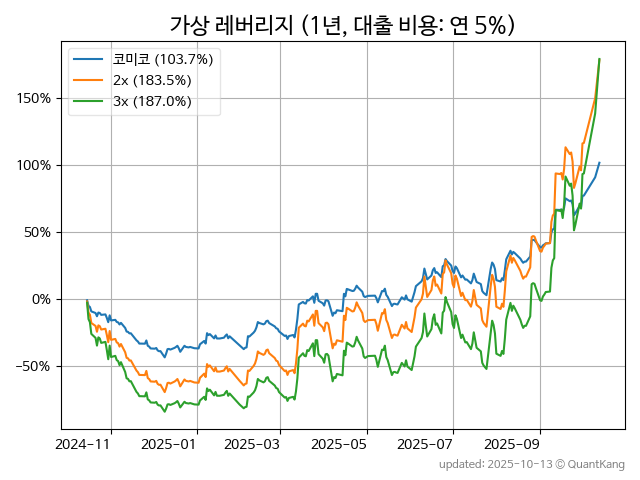 가상 레버리지 (1년, 대출 비용: 연 5%)
코미코 (103.7%)
2x (183.5%)
3x (187.0%)
150%
100%
50%
0%
−50%
2024-11
2025-01
2025-03
2025-05
2025-07
2025-09
updated: 2025-10-13 © QuantKang